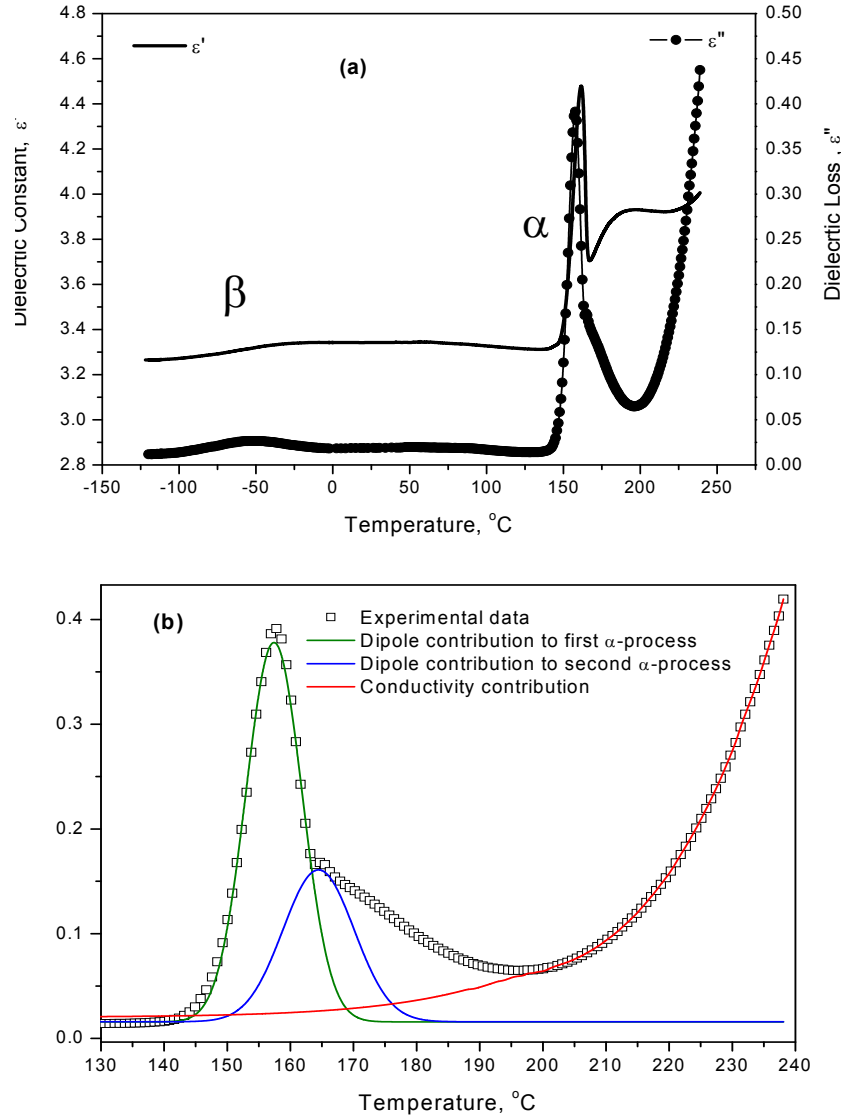 4.8
4.6
4.4
4.2
4.0
3.8
3.6
3.4
3.2
3.0
2.8
Dielecrtic Constant, ε'
ε'
(a)
ε"
α
β
0.50
0.45
0.40
0.35
0.30
0.25
0.20
0.15
0.10
0.05
0.00
Dielecrtic Loss , ε"
-150 -100 -50 0 50 100 150 200 250
Temperature, °C
(b)
Experimental data
Dipole contribution to first α-process
Dipole contribution to second α-process
Conductivity contribution
0.4
0.3
0.2
0.1
0.0
130 140 150 160 170 180 190 200 210 220 230 240
Temperature, °C